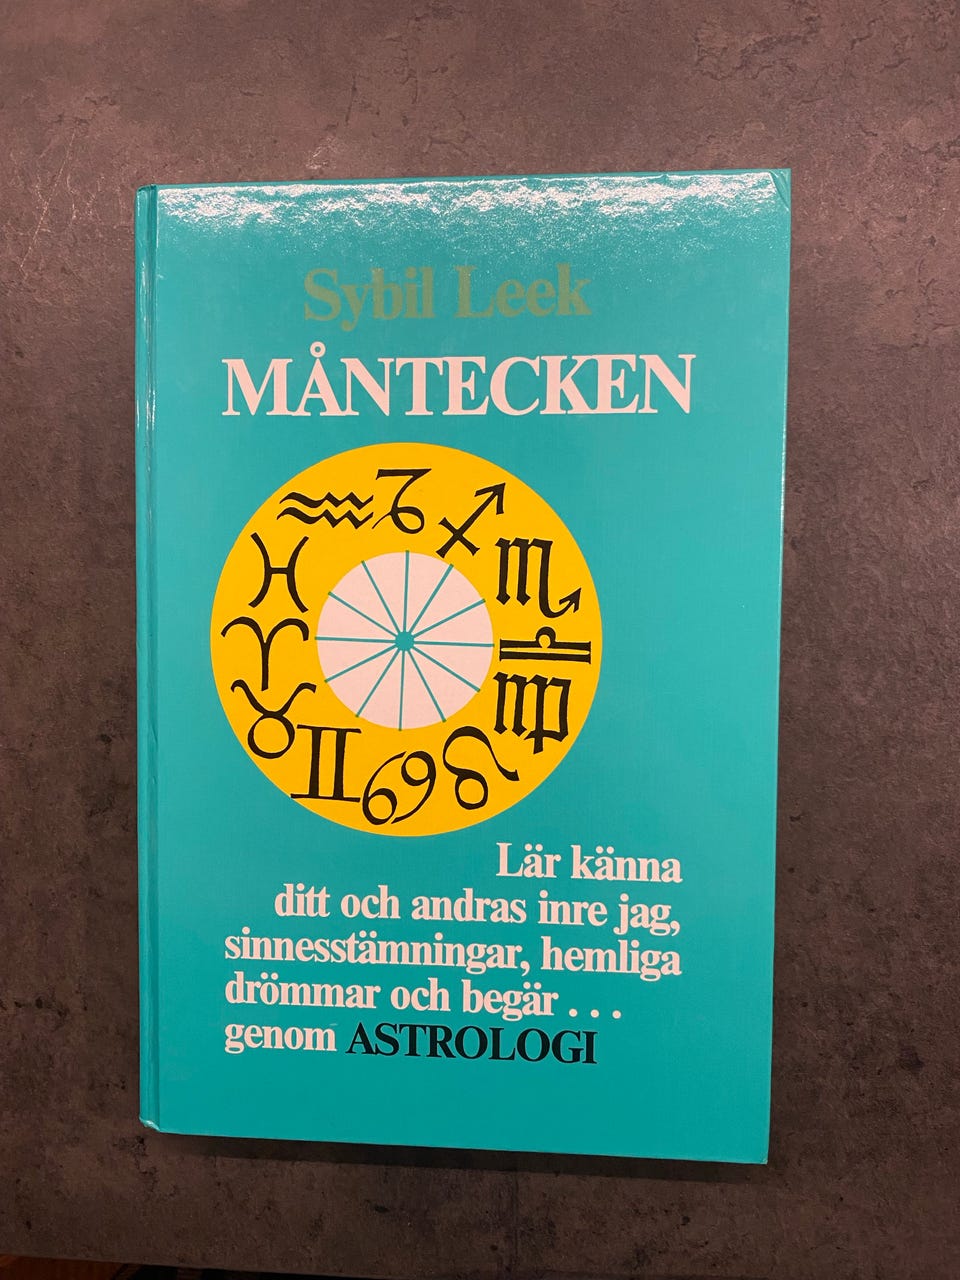 Sybil Leek
MÅNTECKEN
Lär känna
ditt och andras inre jag,
sinnesstämningar, hemliga
drömmar och begär . . .
genom ASTROLOGI